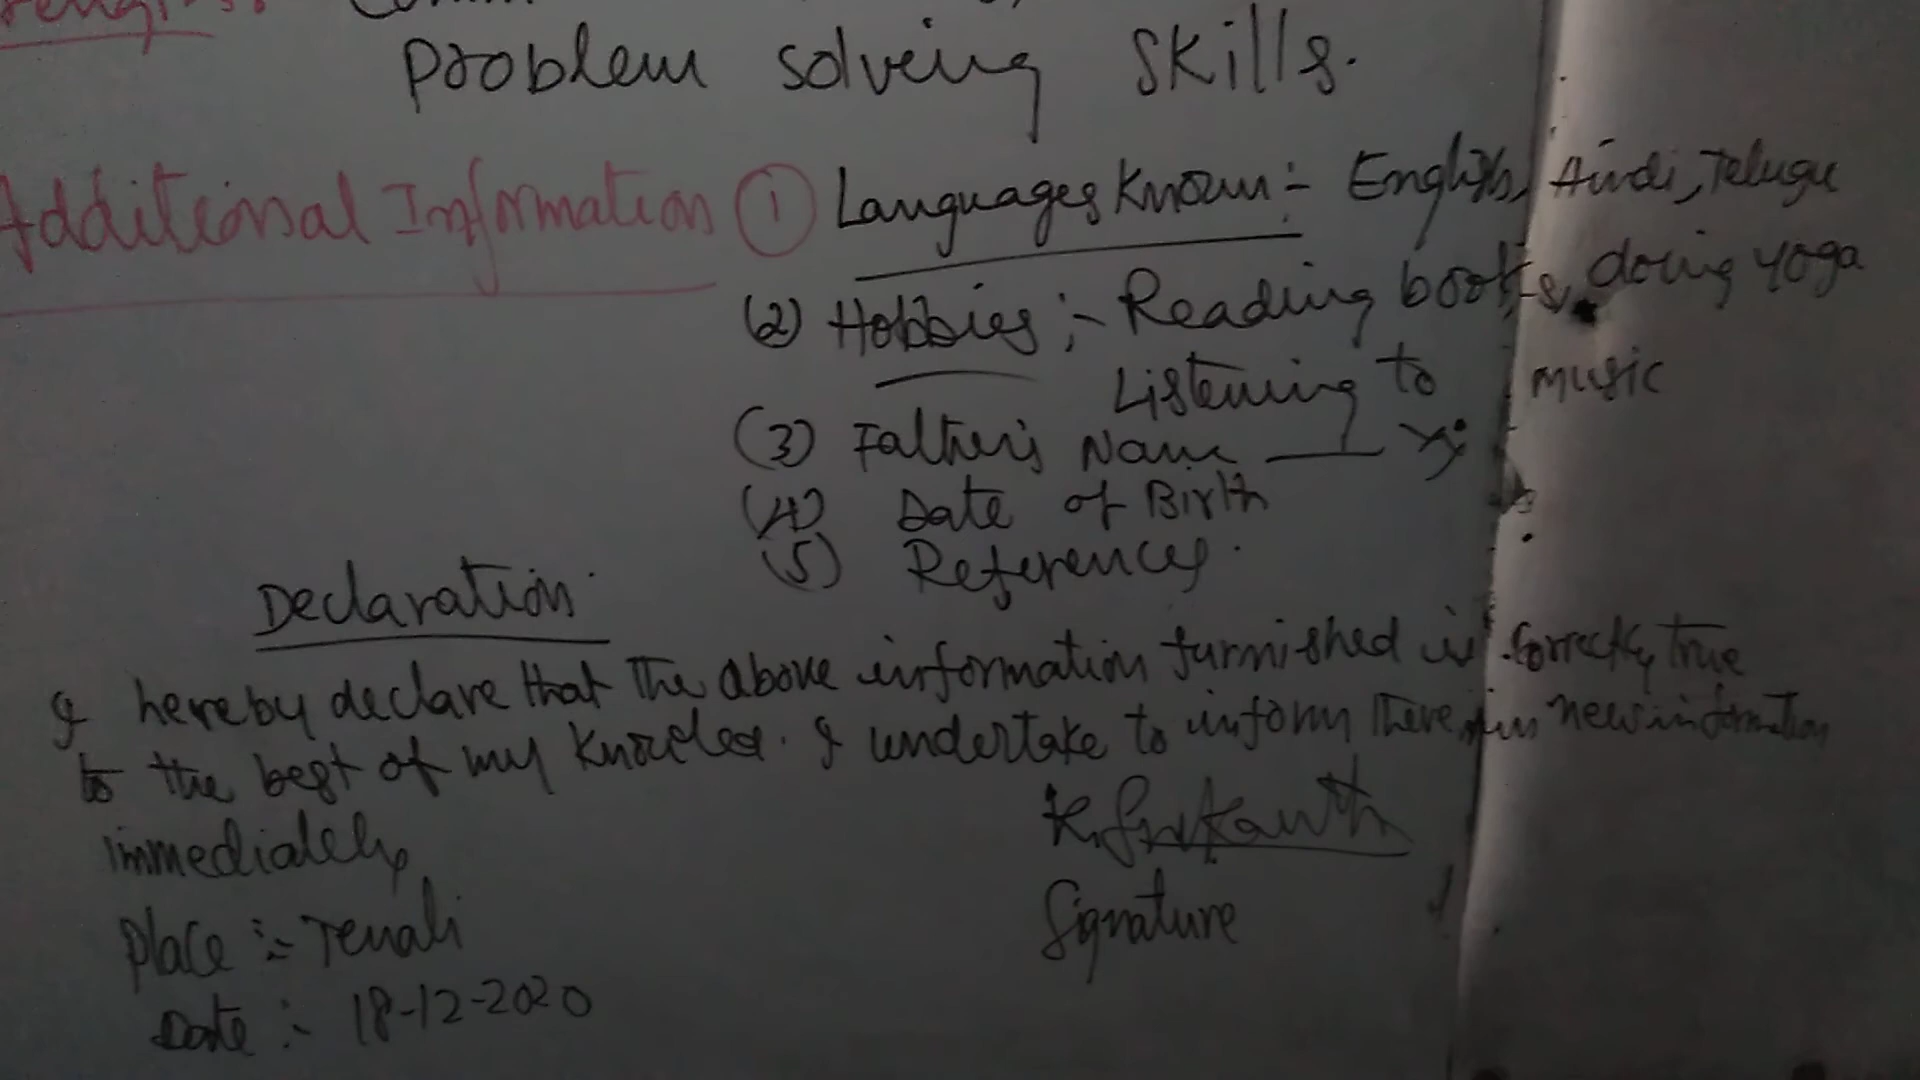 Problem solving skills.
Additional Information ① Languages Known :- English, Hindi, Telugu
(2) Hobbies :- Reading books, doing yoga
Listening to music
(3) Father's Name
(4) Date of Birth
(5) References.
Declaration
I hereby declare that the above information furnished is correct, true
to the best of my I undertake to inform new information
immediately
Place :- Tenali
Date :- 18-12-2020
Signature